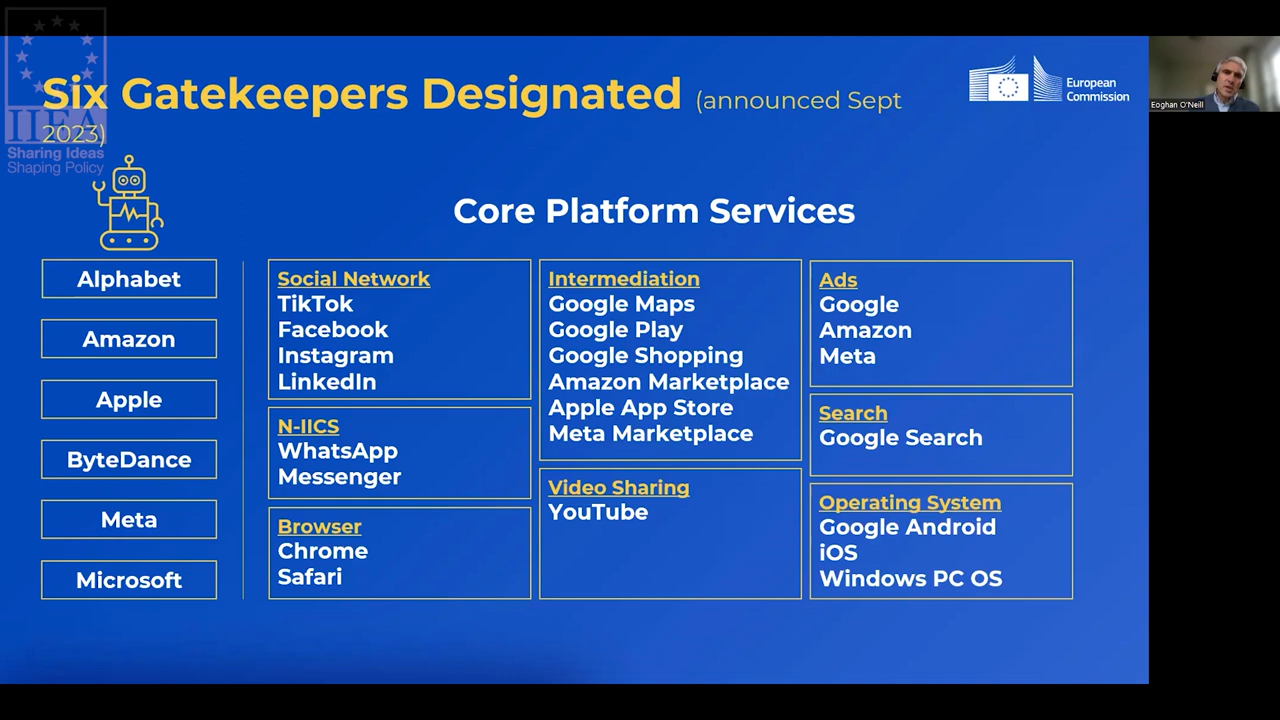 Six Gatekeepers Designated (announced Sept
2023)
IIEA
Sharing Ideas
Shaping Policy
European
Commission
Eoghan O'Neill
Core Platform Services
Alphabet
Amazon
Apple
ByteDance
Meta
Microsoft
Social Network
TikTok
Facebook
Instagram
LinkedIn
N-IICS
WhatsApp
Messenger
Browser
Chrome
Safari
Intermediation
Google Maps
Google Play
Google Shopping
Amazon Marketplace
Apple App Store
Meta Marketplace
Video Sharing
YouTube
Ads
Google
Amazon
Meta
Search
Google Search
Operating System
Google Android
iOS
Windows PC OS